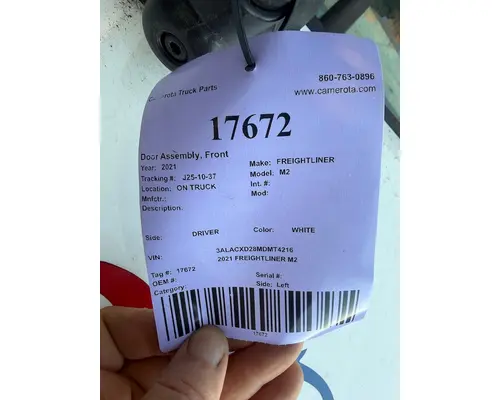 Camerota Truck Parts
860-763-0896
www.camerota.com
17672
Door Assembly, Front
Year: 2021
Make: FREIGHTLINER
Tracking #: J25-10-37
Model: M2
Location: ON TRUCK
Int. #:
Mnfctr.:
Mod:
Description:
Side: DRIVER
Color: WHITE
VIN: 3ALACXD28MDMT4216
2021 FREIGHTLINER M2
Tag #: 17672
Serial #:
OEM #:
Side: Left
Category:
17672